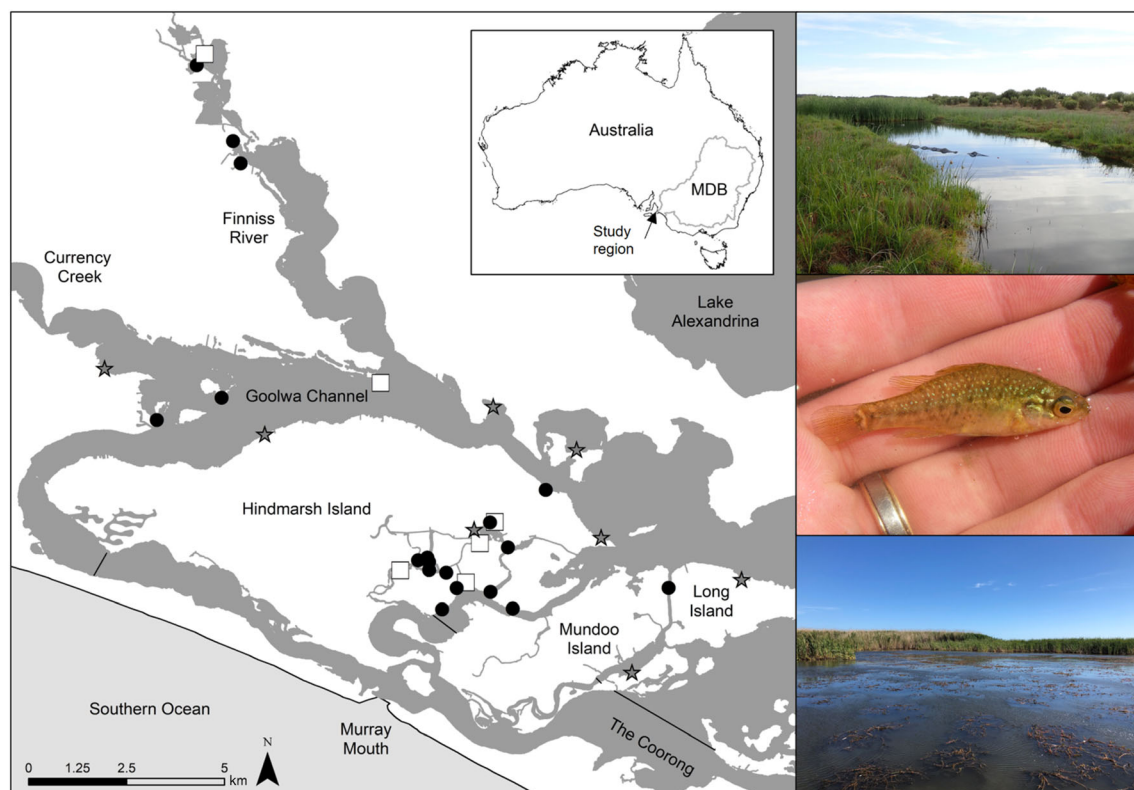 Australia
MDB
Study
region
Finniss
River
Currency
Creek
Lake
Alexandrina
Goolwa Channel
Hindmarsh Island
Long
Island
Mundoo
Island
Southern Ocean
Murray
Mouth
The Coorong
N
0 1.25 2.5 5
km